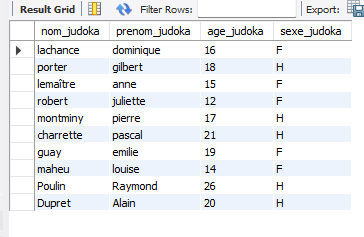 Result Grid Filter Rows: Export:
nom_judoka prenom_judoka age_judoka sexe_judoka
lachance dominique 16 F
porter gilbert 18 H
lemaître anne 15 F
robert juliette 12 F
montminy pierre 17 H
charrette pascal 21 H
guay emilie 19 F
maheu louise 14 F
Poulin Raymond 26 H
Dupret Alain 20 H